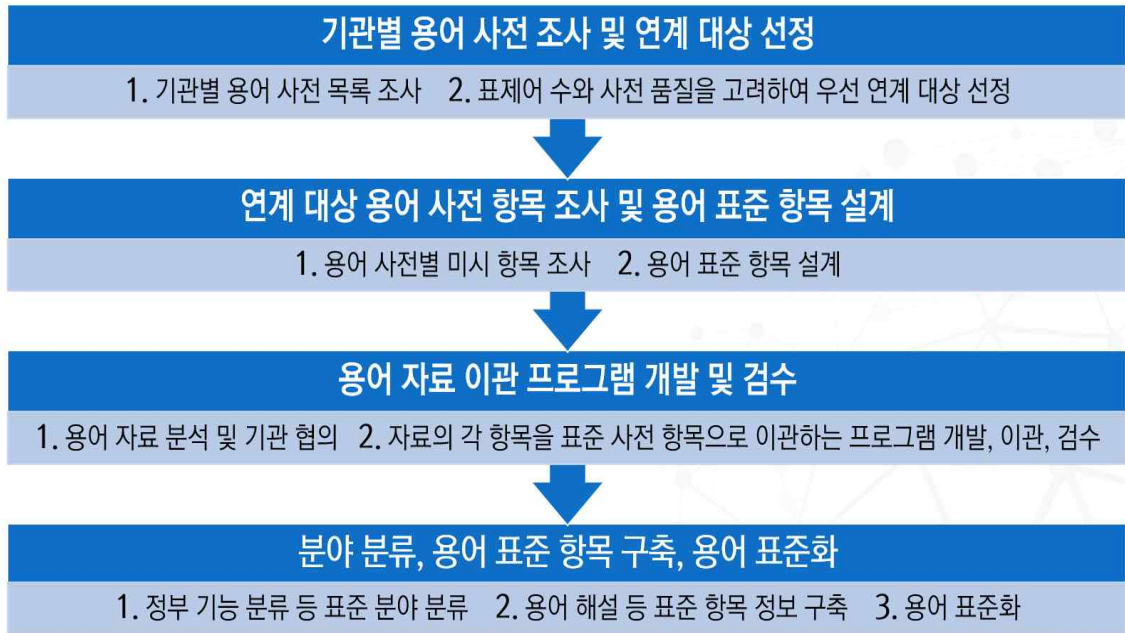 기관별 용어 사전 조사 및 연계 대상 선정
1. 기관별 용어 사전 목록 조사 2. 표제어 수와 사전 품질을 고려하여 우선 연계 대상 선정
연계 대상 용어 사전 항목 조사 및 용어 표준 항목 설계
1. 용어 사전별 미시 항목 조사 2. 용어 표준 항목 설계
용어 자료 이관 프로그램 개발 및 검수
1. 용어 자료 분석 및 기관 협의 2. 자료의 각 항목을 표준 사전 항목으로 이관하는 프로그램 개발, 이관, 검수
분야 분류, 용어 표준 항목 구축, 용어 표준화
1. 정부 기능 분류 등 표준 분야 분류 2. 용어 해설 등 표준 항목 정보 구축 3. 용어 표준화